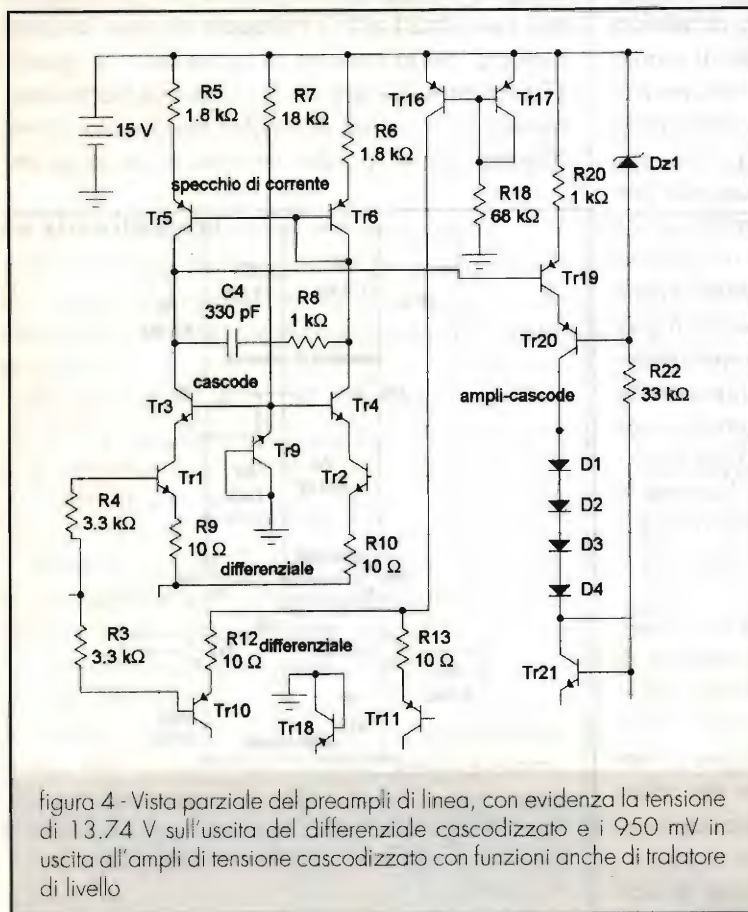 R5
1.8 kΩ
R7
18 kΩ
R6
1.8 kΩ
Tr16
Tr17
15 V
Dz1
R20
1 kΩ
specchio di corrente
R18
68 kΩ
Tr5
Tr6
Tr19
C4
330 pF
R8
1 kΩ
Tr20
R22
33 kΩ
cascode
ampli-cascode
Tr3
Tr4
Tr9
D1
Tr1
Tr2
R4
3.3 kΩ
D2
R9
10 Ω
R10
10 Ω
D3
differenziale
D4
R3
3.3 kΩ
R12
10 Ω
differenziale
R13
10 Ω
Tr21
Tr10
Tr18
Tr11
figura 4 - Vista parziale del preampli di linea, con evidenza la tensione
di 13.74 V sull'uscita del differenziale cascodizzato e i 950 mV in
uscita all'ampli di tensione cascodizzato con funzioni anche di tralatore
di livello